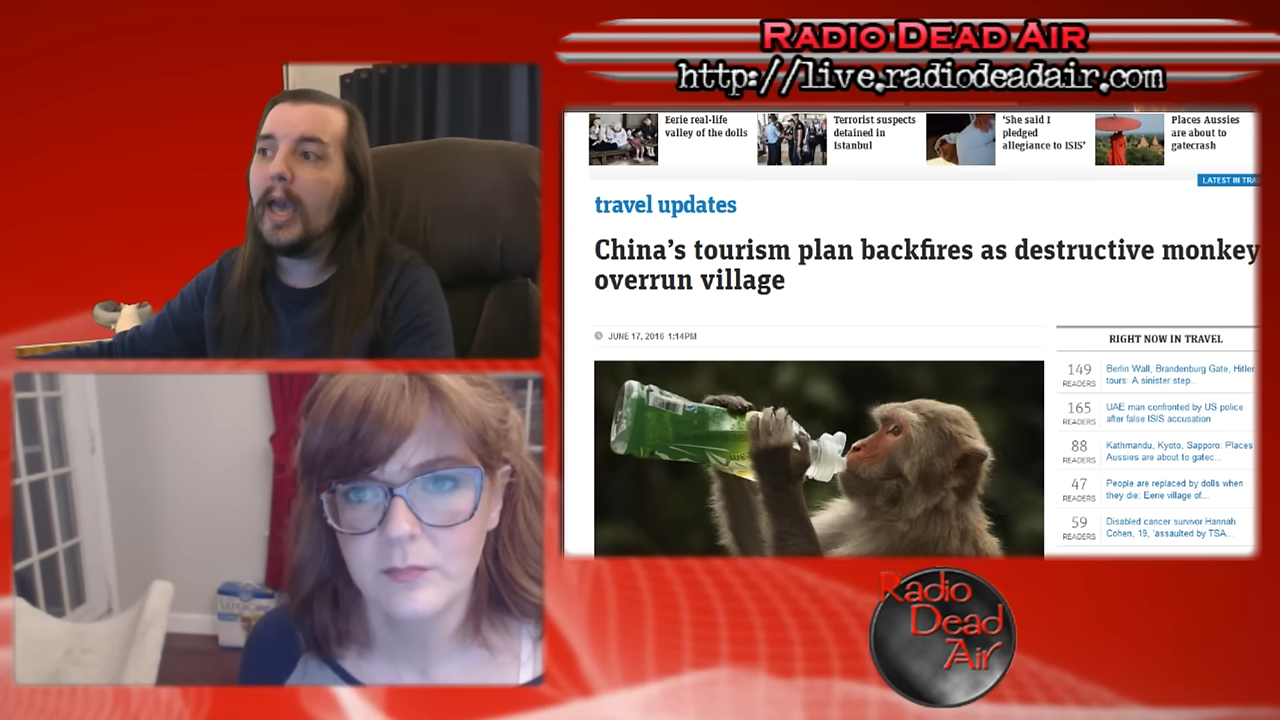 RADIO DEAD AIR
http://live.radiodeadair.com
Eerie real-life
valley of the dolls
Terrorist suspects
detained in
Istanbul
'She said I
pledged
allegiance to ISIS'
Places Aussies
are about to
gatecrash
LATEST IN TRA
travel updates
China's tourism plan backfires as destructive monkey
overrun village
JUNE 17, 2016 1:14PM
RIGHT NOW IN TRAVEL
149
READERS
Berlin Wall, Brandenburg Gate, Hitler
tours: A sinister step...
165
READERS
UAE man confronted by US police
after false ISIS accusation
88
READERS
Kathmandu, Kyoto, Sapporo: Places
Aussies are about to gatec...
47
READERS
People are replaced by dolls when
they die: Eerie village of...
59
READERS
Disabled cancer survivor Hannah
Cohen, 19, 'assaulted by TSA...
Radio
Dead
Air